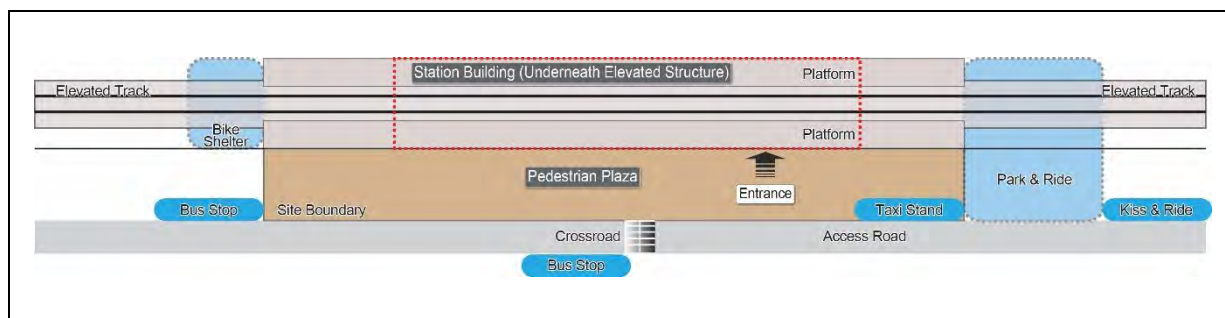 Station Building (Underneath Elevated Structure)
Platform
Elevated Track
Elevated Track
Bike
Shelter
Platform
Pedestrian Plaza
Entrance
Park & Ride
Bus Stop
Site Boundary
Taxi Stand
Kiss & Ride
Crossroad
Access Road
Bus Stop